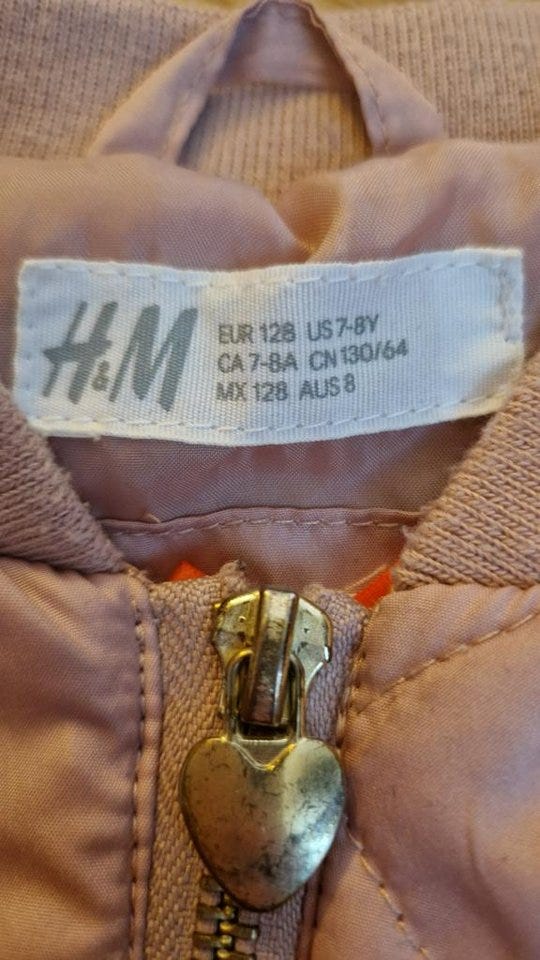 H&M
EUR 128 US 7-8Y
CA 7-8A CN 130/64
MX 128 AUS 8